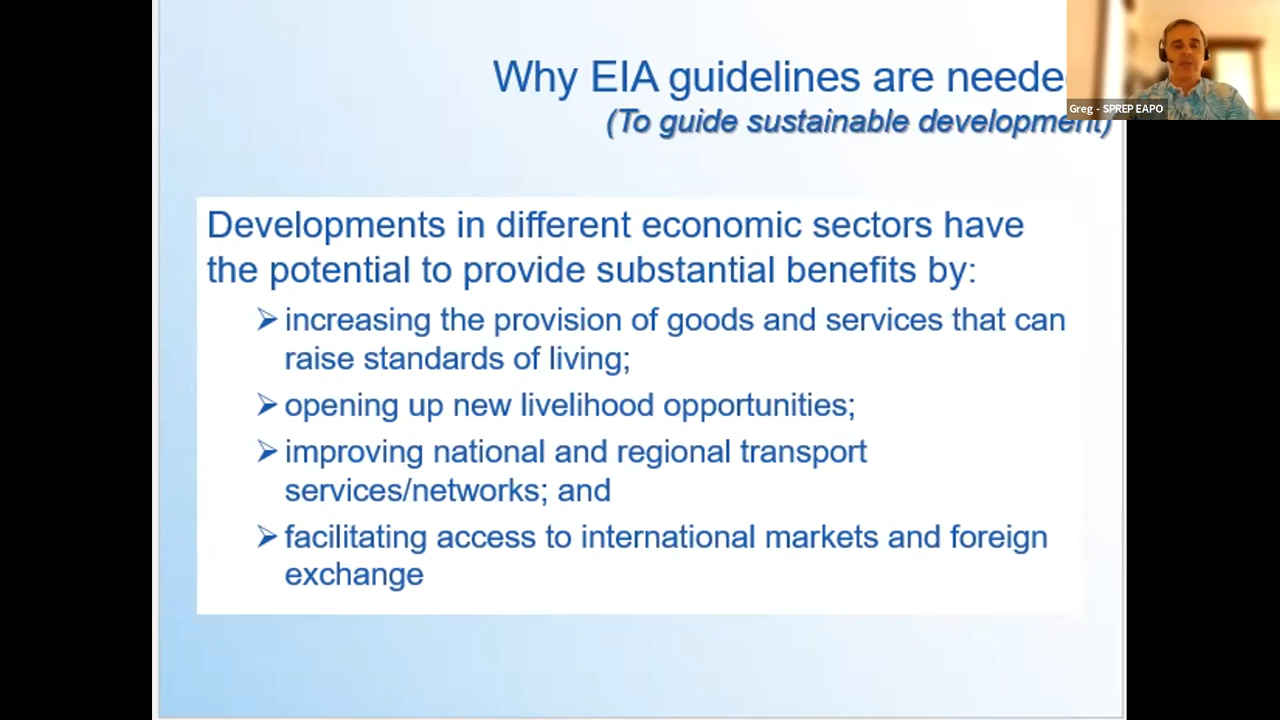 Why EIA guidelines are neede
(To guide sustainable development)
Greg - SPREP EAPO
Developments in different economic sectors have
the potential to provide substantial benefits by:
➢ increasing the provision of goods and services that can
raise standards of living;
➢ opening up new livelihood opportunities;
➢ improving national and regional transport
services/networks; and
➢ facilitating access to international markets and foreign
exchange